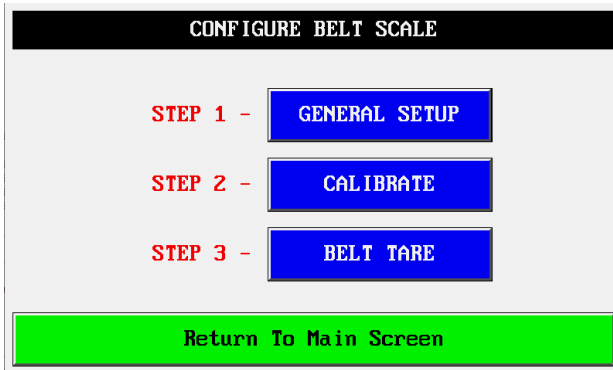 CONFIGURE BELT SCALE
STEP 1 - GENERAL SETUP
STEP 2 - CALIBRATE
STEP 3 - BELT TARE
Return To Main Screen